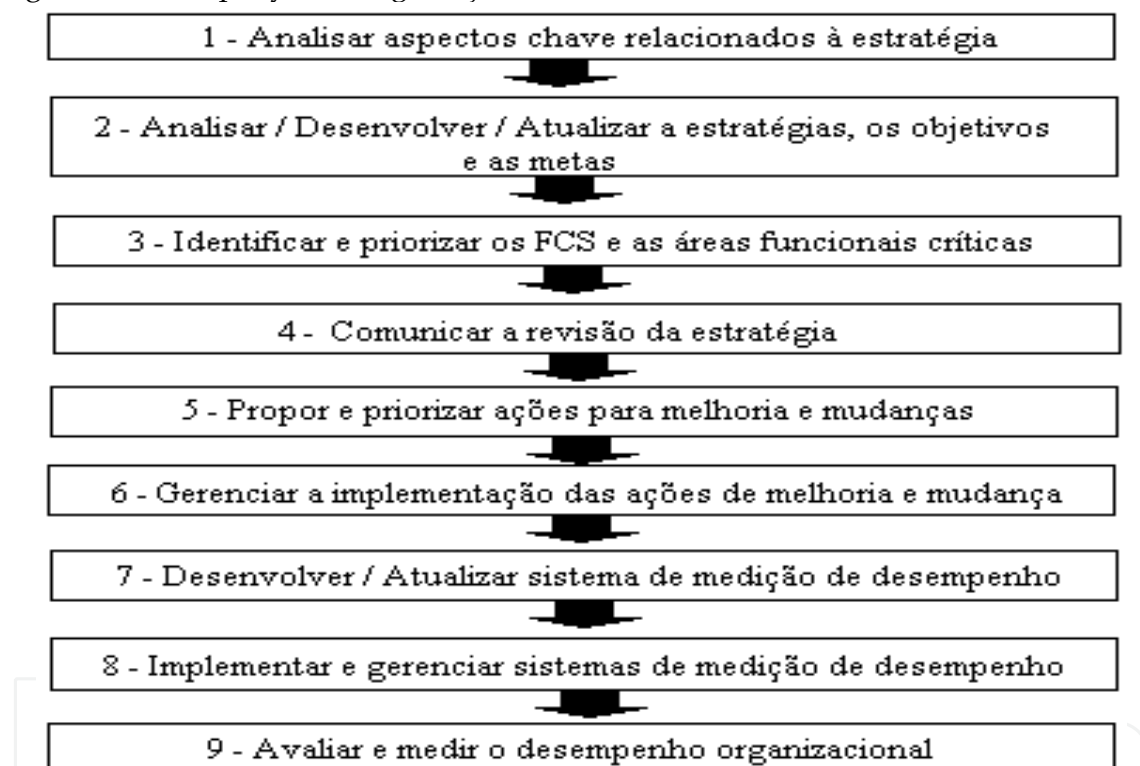 1 - Analisar aspectos chave relacionados à estratégia
2 - Analisar / Desenvolver / Atualizar a estratégias, os objetivos
e as metas
3 - Identificar e priorizar os FCS e as áreas funcionais críticas
4 - Comunicar a revisão da estratégia
5 - Propor e priorizar ações para melhoria e mudanças
6 - Gerenciar a implementação das ações de melhoria e mudança
7 - Desenvolver / Atualizar sistema de medição de desempenho
8 - Implementar e gerenciar sistemas de medição de desempenho
9 - Avaliar e medir o desempenho organizacional